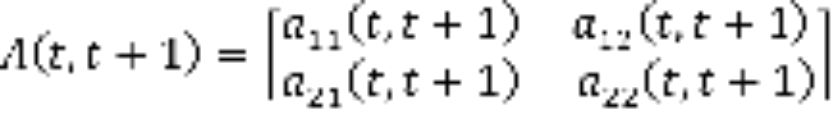 A(t, t + 1) = [a₁₁(t, t + 1) a₁₂(t, t + 1)
a₂₁(t, t + 1) a₂₂(t, t + 1)]